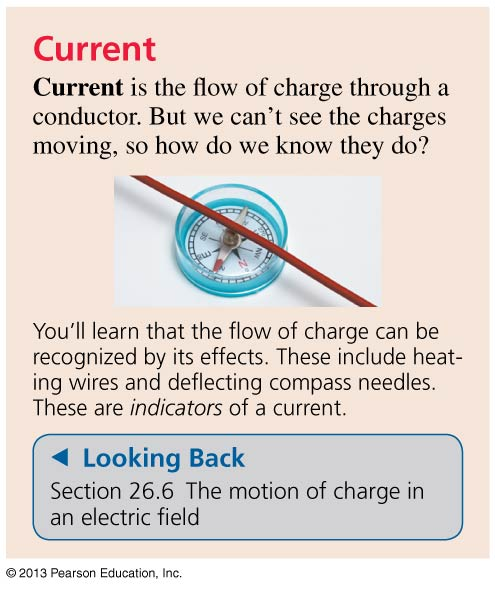 Current
Current is the flow of charge through a
conductor. But we can't see the charges
moving, so how do we know they do?
You'll learn that the flow of charge can be
recognized by its effects. These include heat-
ing wires and deflecting compass needles.
These are indicators of a current.
◀ Looking Back
Section 26.6 The motion of charge in
an electric field
© 2013 Pearson Education, Inc.